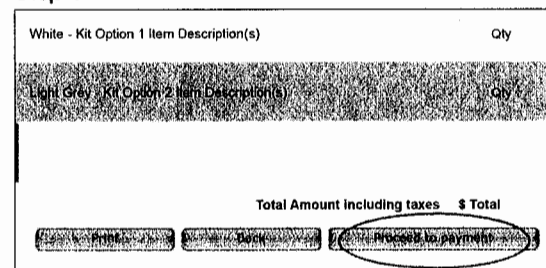 White - Kit Option 1 Item Description(s) Qty
Light Grey - Kit Option 2 Item Description(s) Qty
Total Amount including taxes $ Total
Print Back Proceed to payment